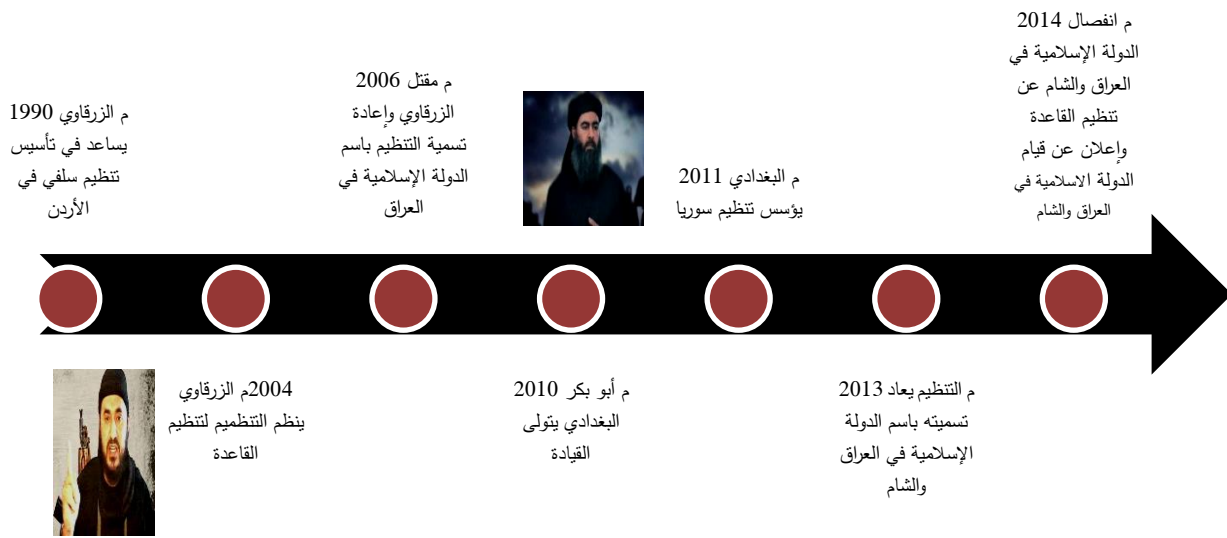 م الزرقاوي 1990
يساعد في تأسيس
تنظيم سلفي في
الأردن
2004م الزرقاوي
ينظم التنظميم لتنظيم
القاعدة
م مقتل 2006
الزرقاوي وإعادة
تسمية التنظيم باسم
الدولة الإسلامية في
العراق
م أبو بكر 2010
البغدادي يتولى
القيادة
م البغدادي 2011
يؤسس تنظيم سوريا
م التنظيم يعاد 2013
تسميته باسم الدولة
الإسلامية في العراق
والشام
م انفصال 2014
الدولة الإسلامية في
العراق والشام عن
تنظيم القاعدة
وإعلان عن قيام
الدولة الاسلامية في
العراق والشام